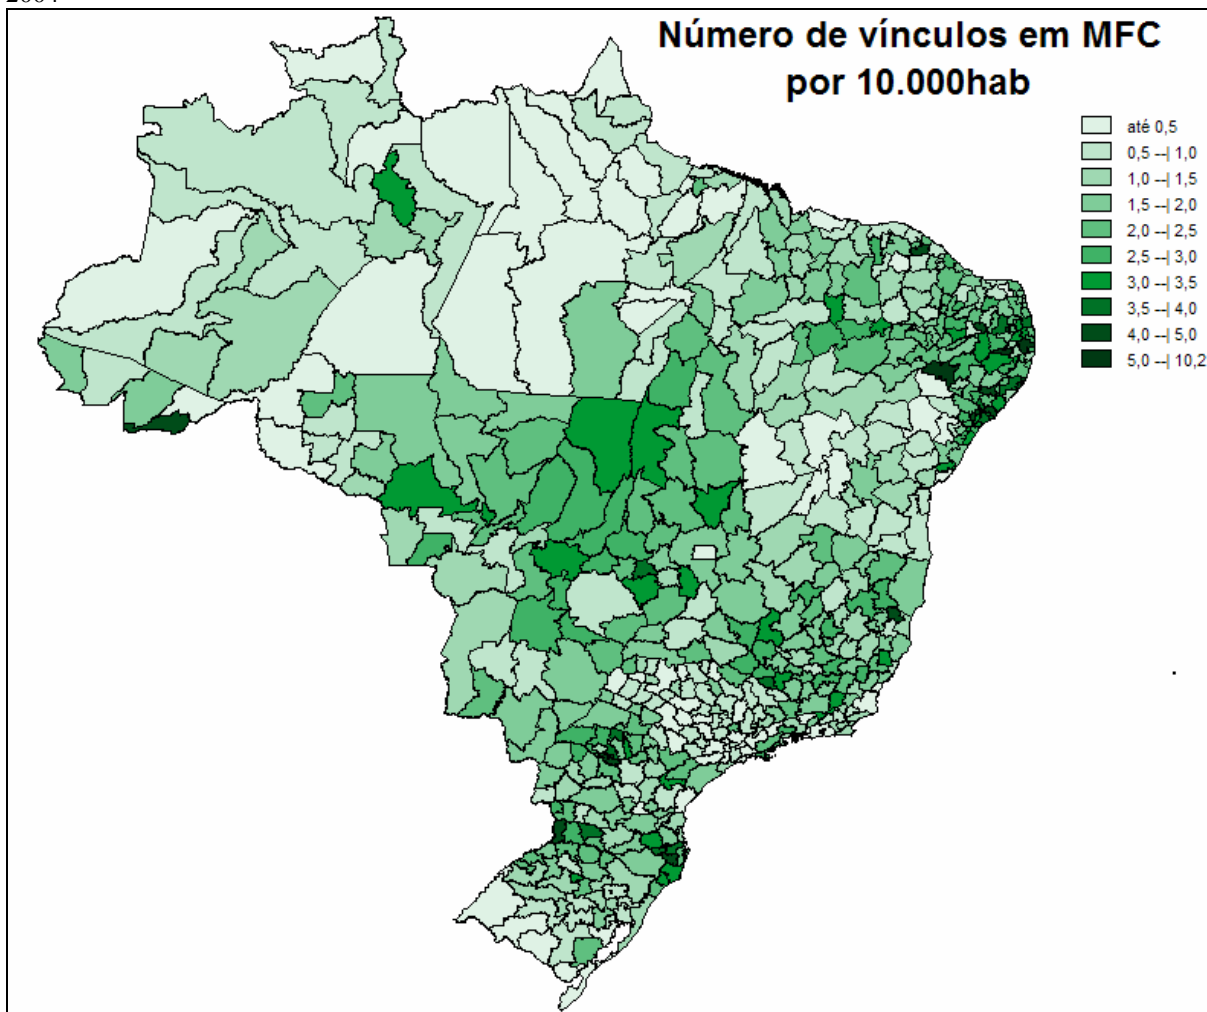 2004
Número de vínculos em MFC
por 10.000hab
até 0,5
0,5 --| 1,0
1,0 --| 1,5
1,5 --| 2,0
2,0 --| 2,5
2,5 --| 3,0
3,0 --| 3,5
3,5 --| 4,0
4,0 --| 5,0
5,0 --| 10,2